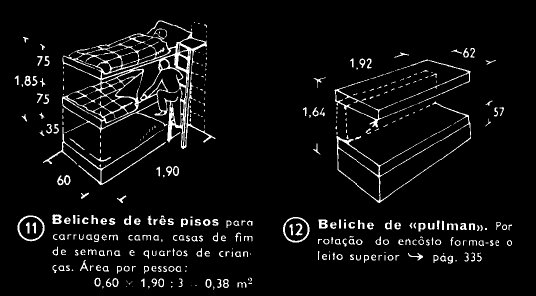 75
1,85
75
35
60
1,90
1,92
62
1,64
57
11 Beliches de três pisos para
carruagem cama, casas de fim
de semana e quartos de crian-
ças. Área por pessoa:
0,60 × 1,90 : 3 = 0,38 m²
12 Beliche de «pullman». Por
rotação do encôsto forma-se o
leito superior → pág. 335